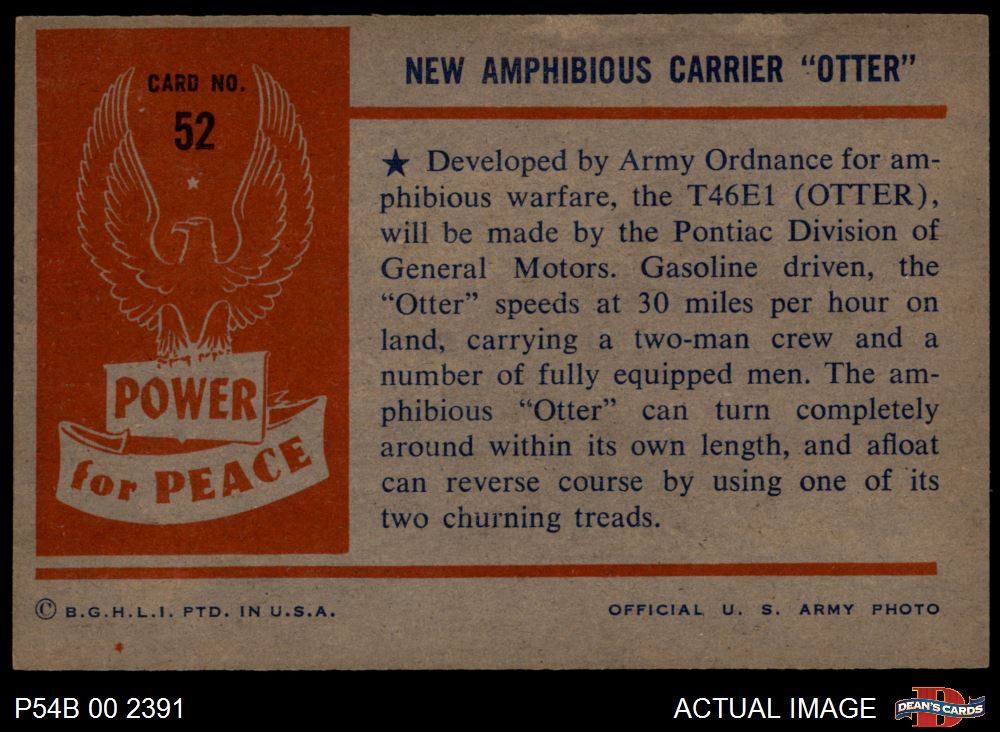 CARD NO.
52
POWER
for PEACE
NEW AMPHIBIOUS CARRIER “OTTER”
★ Developed by Army Ordnance for am-
phibious warfare, the T46E1 (OTTER),
will be made by the Pontiac Division of
General Motors. Gasoline driven, the
“Otter” speeds at 30 miles per hour on
land, carrying a two-man crew and a
number of fully equipped men. The am-
phibious “Otter” can turn completely
around within its own length, and afloat
can reverse course by using one of its
two churning treads.
© B.G.H.L.I. PTD. IN U.S.A.
OFFICIAL U. S. ARMY PHOTO
P54B 00 2391
ACTUAL IMAGE
D
DEAN'S CARDS